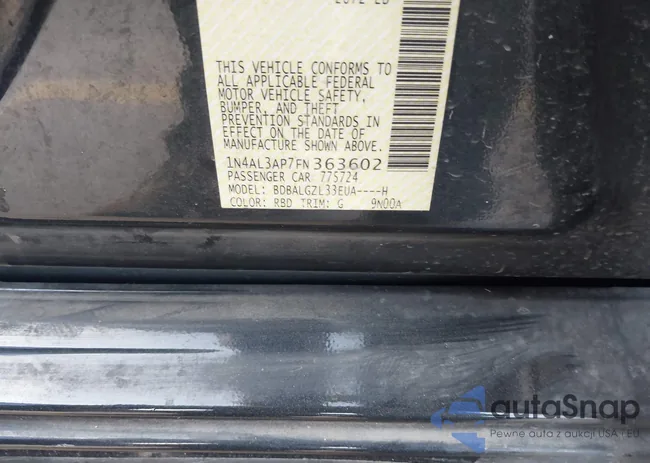 THIS VEHICLE CONFORMS TO
ALL APPLICABLE FEDERAL
MOTOR VEHICLE SAFETY,
BUMPER, AND THEFT
PREVENTION STANDARDS IN
EFFECT ON THE DATE OF
MANUFACTURE SHOWN ABOVE.
1N4AL3AP7FN363602
PASSENGER CAR 775724
MODEL: BDBALGZL33EUA----H
COLOR: RBD TRIM: G 9N00A
autoSnap
Pewne auta z aukcji USA i EU